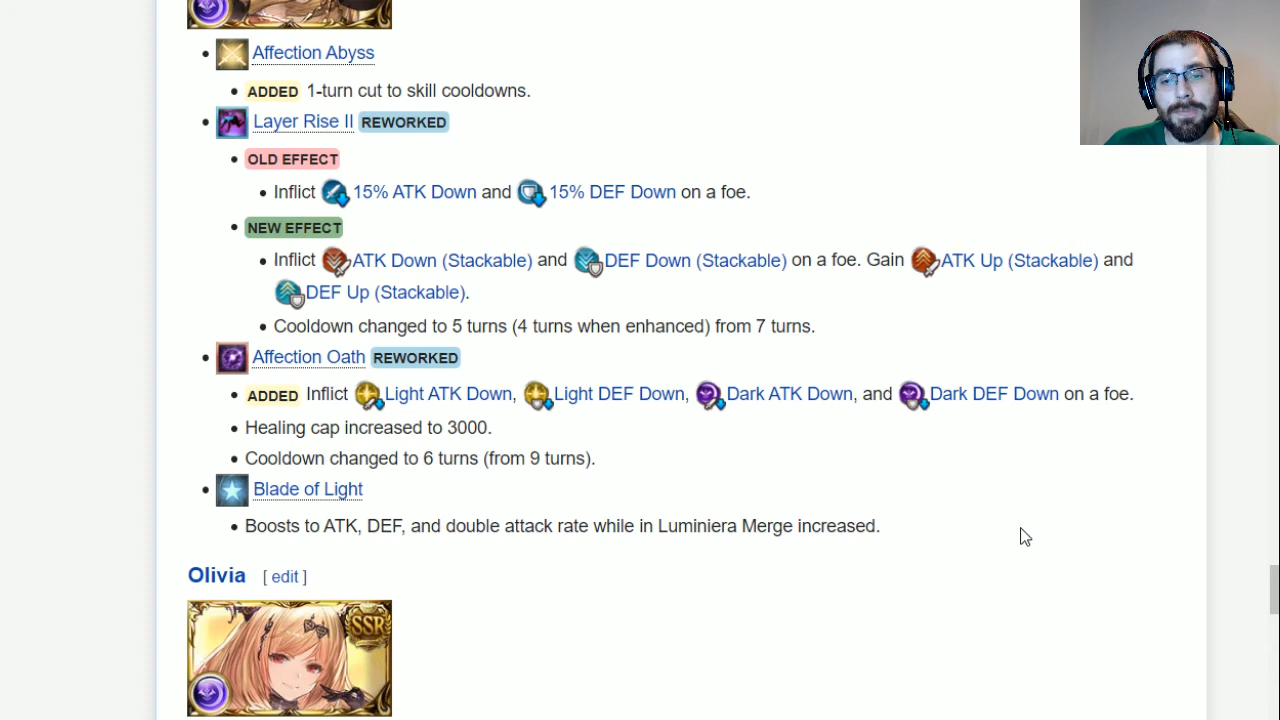 Affection Abyss
ADDED 1-turn cut to skill cooldowns.
Layer Rise II REWORKED
OLD EFFECT
Inflict 15% ATK Down and 15% DEF Down on a foe.
NEW EFFECT
Inflict ATK Down (Stackable) and DEF Down (Stackable) on a foe. Gain ATK Up (Stackable) and
DEF Up (Stackable).
Cooldown changed to 5 turns (4 turns when enhanced) from 7 turns.
Affection Oath REWORKED
ADDED Inflict Light ATK Down, Light DEF Down, Dark ATK Down, and Dark DEF Down on a foe.
Healing cap increased to 3000.
Cooldown changed to 6 turns (from 9 turns).
Blade of Light
Boosts to ATK, DEF, and double attack rate while in Luminiera Merge increased.
Olivia [ edit ]
SSR